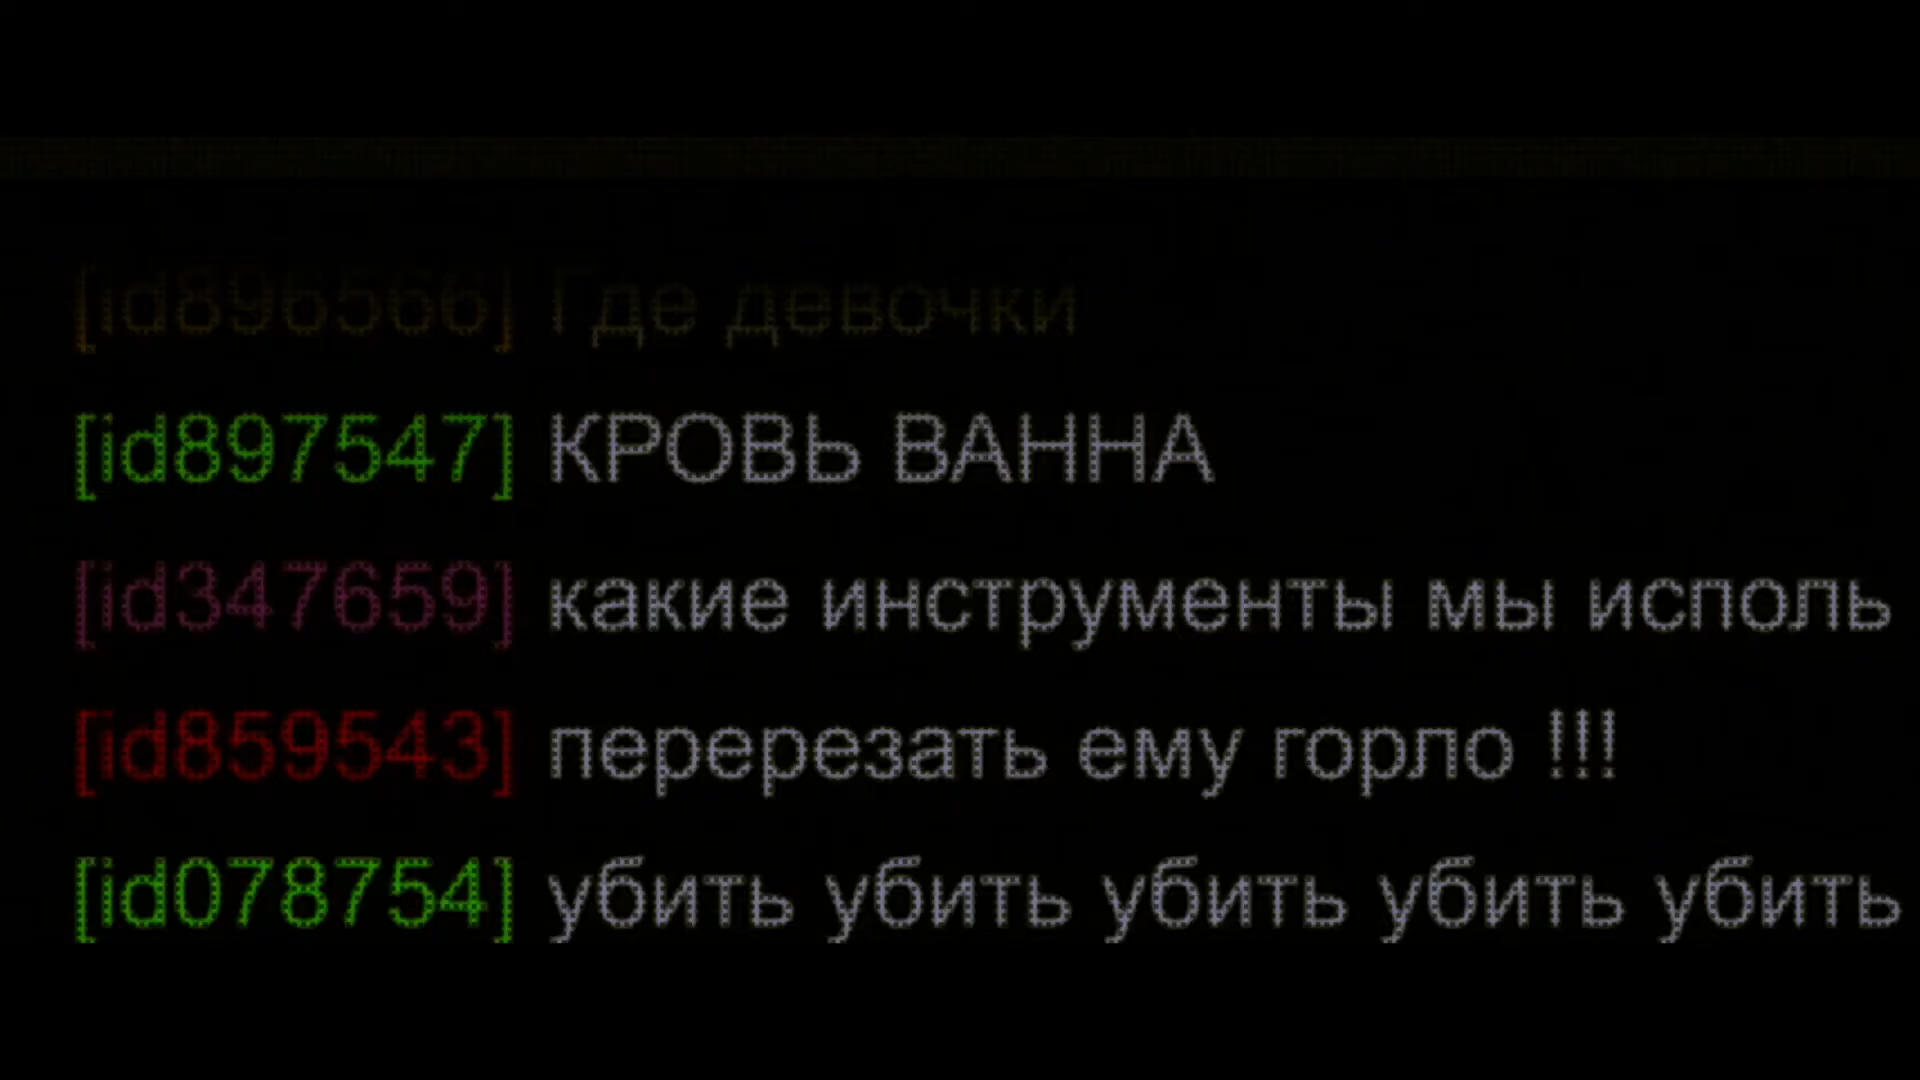 [id896566] Где девочки
[id897547] КРОВЬ ВАННА
[id347659] какие инструменты мы исполь
[id859543] перерезать ему горло !!!
[id078754] убить убить убить убить убить